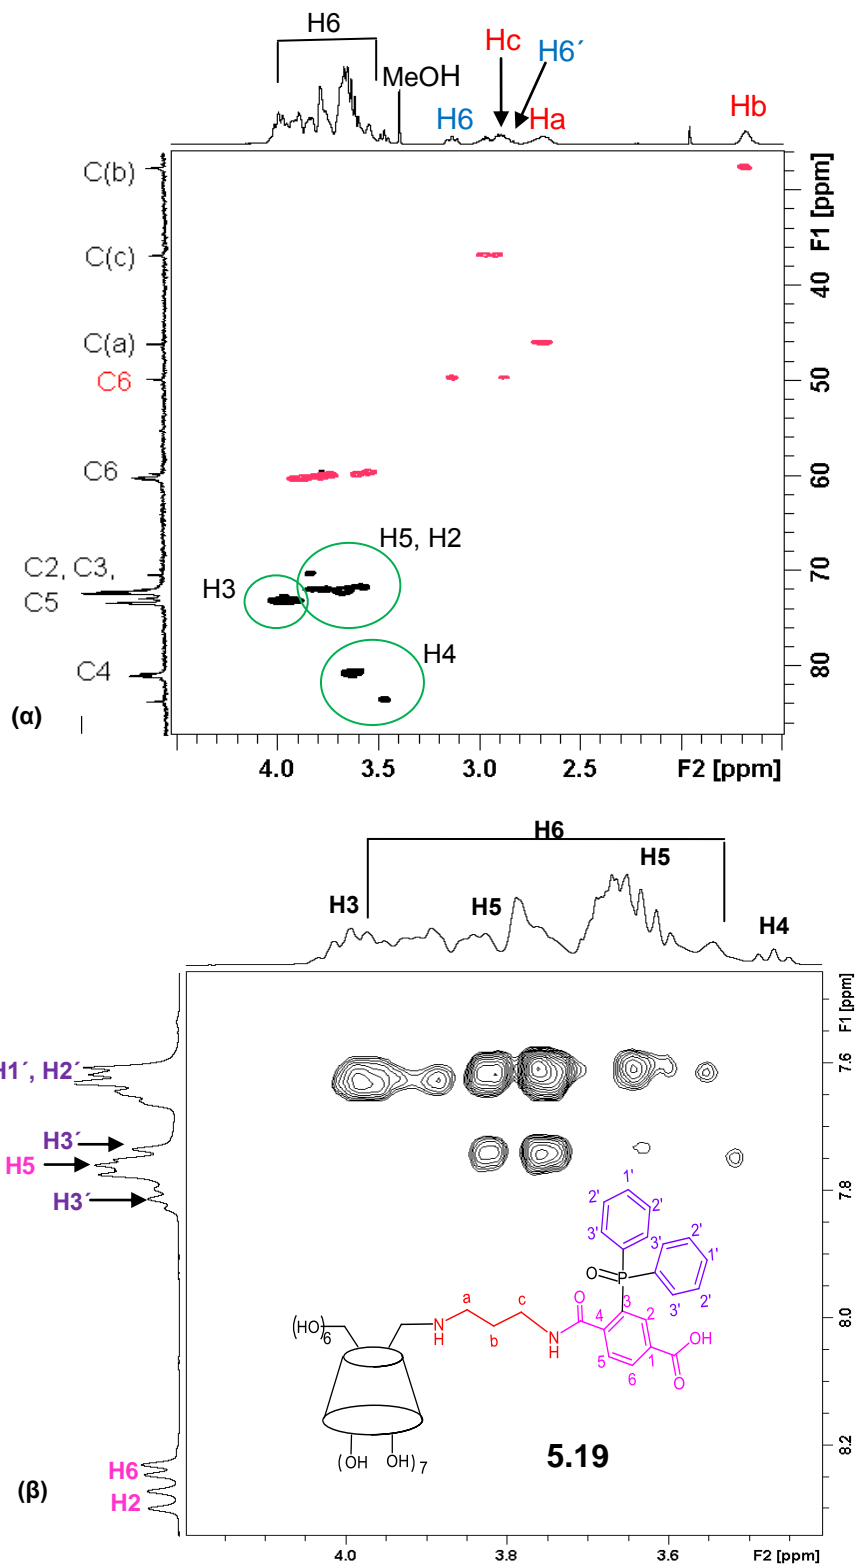 H6
MeOH
Hc
H6´
H6
Ha
Hb
C(b)
C(c)
C(a)
C6
C6
C2, C3,
C5
C4
H5, H2
H3
H4
F1 [ppm]
40
50
60
70
80
4.0 3.5 3.0 2.5 F2 [ppm]
(α)
H6
H5
H3 H5 H4
H1´, H2´
H3´
H5
H3´
H6
H2
F1 [ppm]
7.6
7.8
8.0
8.2
4.0 3.8 3.6 F2 [ppm]
1'
2' 2'
3' 3' 2'
1'
O P
3' 2'
a c O 4 3 2
(HO)6 N H b N H 5 6 1 OH
O
(OH OH)7
5.19
(β)